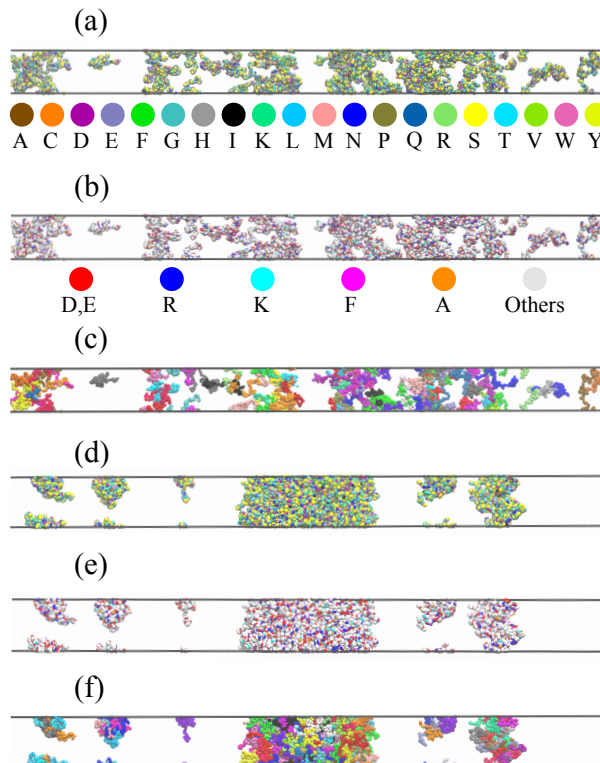 (a)
A C D E F G H I K L M N P Q R S T V W Y
(b)
D,E R K F A Others
(c)
(d)
(e)
(f)